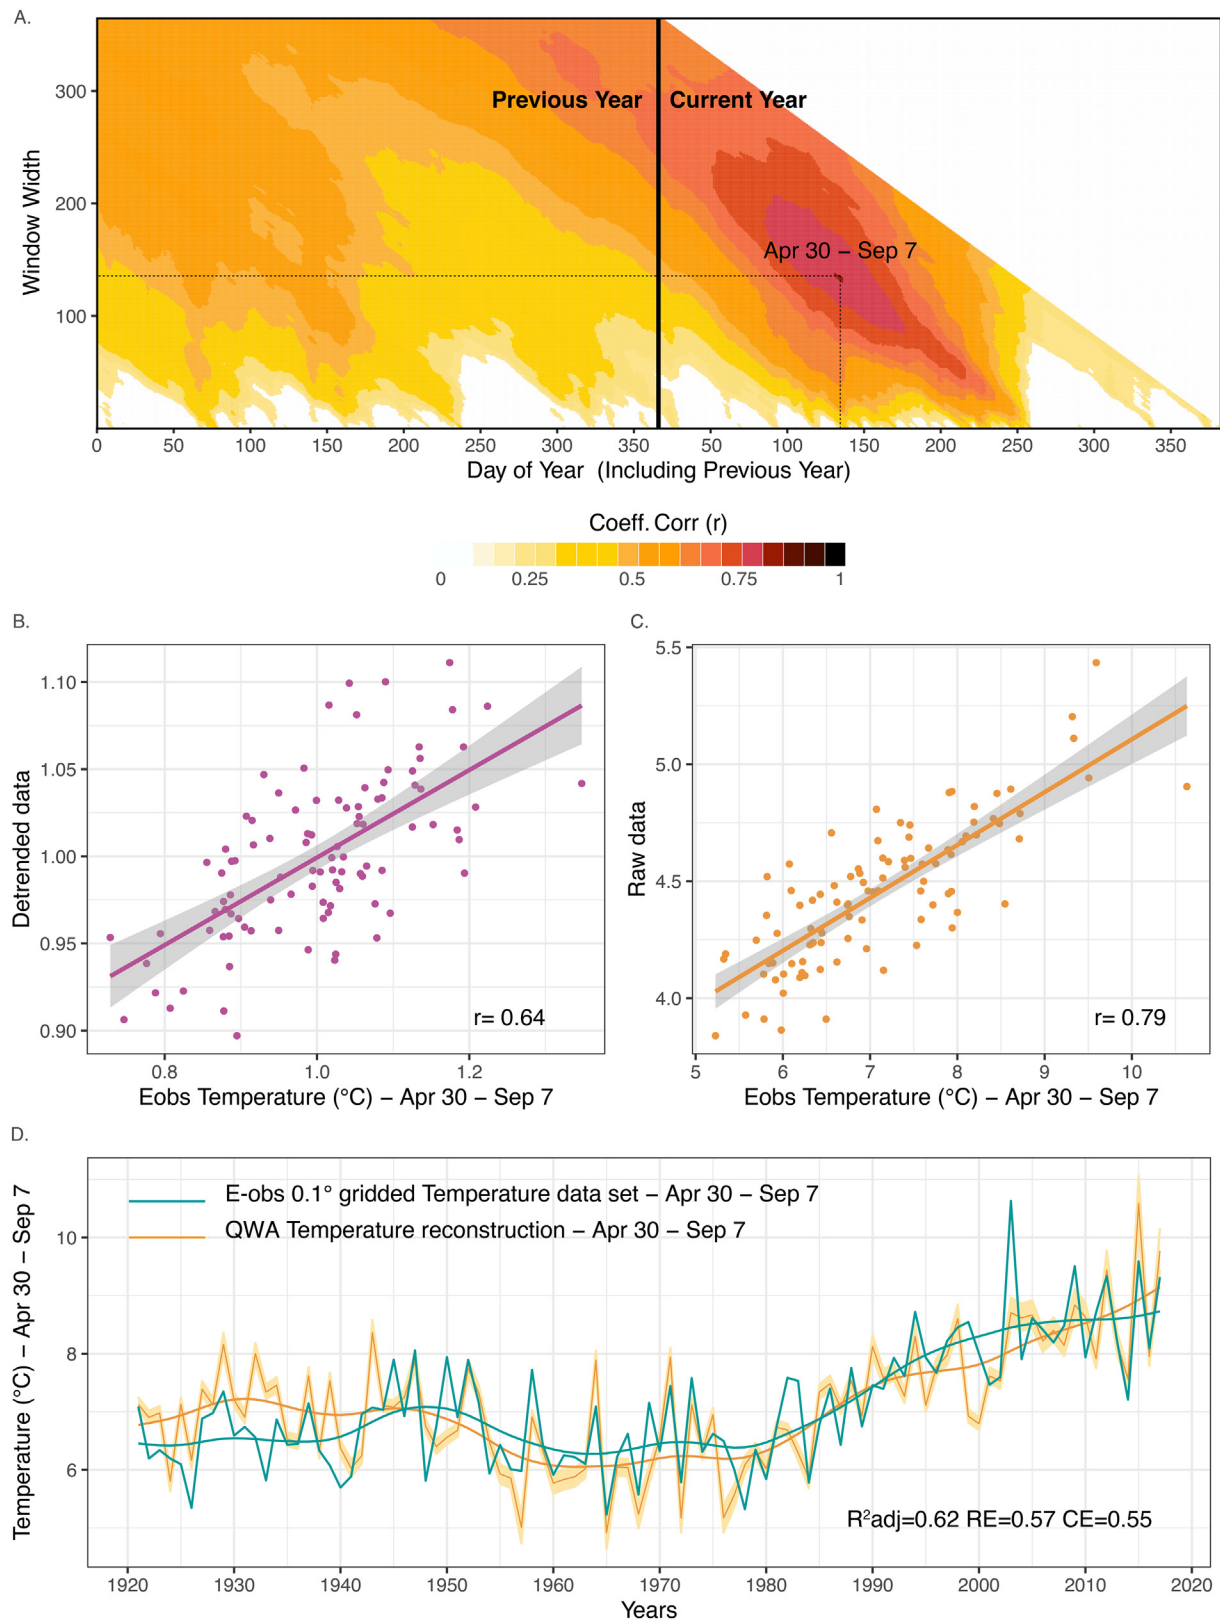 A.
Previous Year
Current Year
Apr 30 – Sep 7
Window Width
300
200
100
0 50 100 150 200 250 300 350 50 100 150 200 250 300 350
Day of Year (Including Previous Year)
Coeff. Corr (r)
0 0.25 0.5 0.75 1
B.
Detrended data
1.10
1.05
1.00
0.95
0.90
r= 0.64
0.8 1.0 1.2
Eobs Temperature (°C) – Apr 30 – Sep 7
C.
Raw data
5.5
5.0
4.5
4.0
r= 0.79
5 6 7 8 9 10
Eobs Temperature (°C) – Apr 30 – Sep 7
D.
Temperature (°C) – Apr 30 – Sep 7
E-obs 0.1° gridded Temperature data set – Apr 30 – Sep 7
QWA Temperature reconstruction – Apr 30 – Sep 7
10
8
6
R²adj=0.62 RE=0.57 CE=0.55
1920 1930 1940 1950 1960 1970 1980 1990 2000 2010 2020
Years